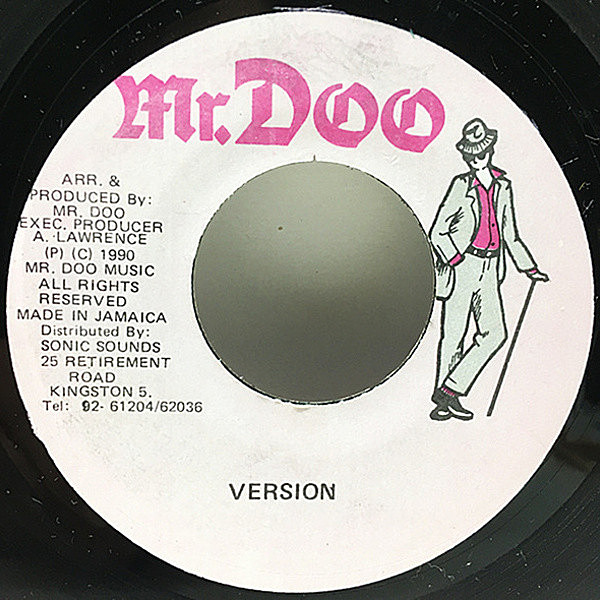 Mr. Doo
ARR. &
PRODUCED By:
MR. DOO
EXEC. PRODUCER
A. LAWRENCE
(P) (C) 1990
MR. DOO MUSIC
ALL RIGHTS
RESERVED
MADE IN JAMAICA
Distributed By:
SONIC SOUNDS
25 RETIREMENT
ROAD
KINGSTON 5.
Tel: 92- 61204/62036
VERSION